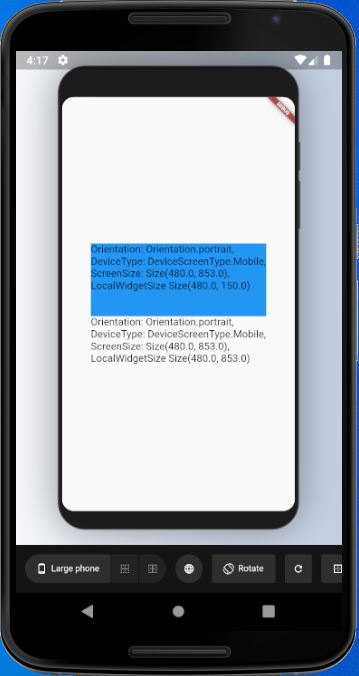 4:17
Orientation: Orientation.portrait,
DeviceType: DeviceScreenType.Mobile,
ScreenSize: Size(480.0, 853.0),
LocalWidgetSize Size(480.0, 150.0)
Orientation: Orientation.portrait,
DeviceType: DeviceScreenType.Mobile,
ScreenSize: Size(480.0, 853.0),
LocalWidgetSize Size(480.0, 853.0)
Large phone
Rotate